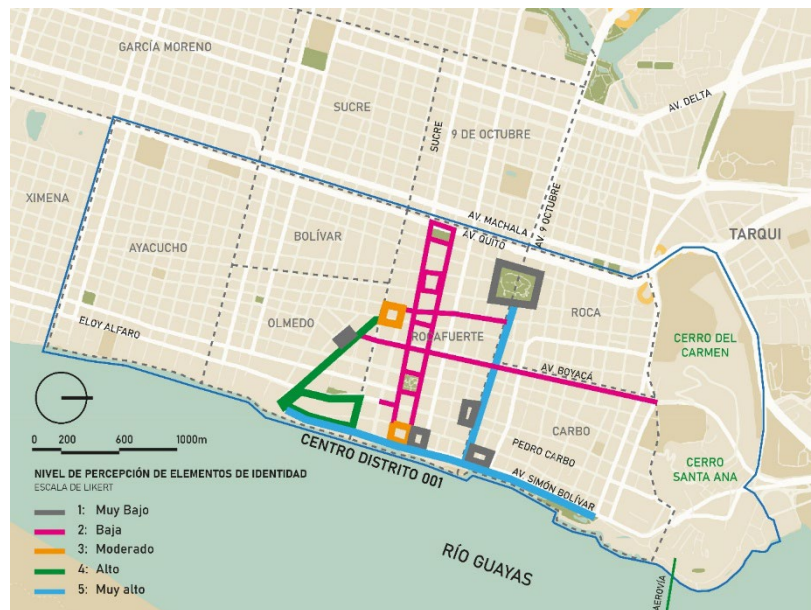 GARCÍA MORENO
SUCRE
9 DE OCTUBRE
SUCRE
AV. DELTA
AV. 9 OCTUBRE
XIMENA
AYACUCHO
BOLÍVAR
AV. MACHALA
AV. QUITO
TARQUI
ELOY ALFARO
OLMEDO
ROCAFUERTE
ROCA
CERRO DEL
CARMEN
AV. BOYACÁ
CARBO
PEDRO CARBO
CERRO
SANTA ANA
CENTRO DISTRITO 001
AV. SIMÓN BOLÍVAR
RÍO GUAYAS
AEROVÍA
0 200 600 1000m
NIVEL DE PERCEPCIÓN DE ELEMENTOS DE IDENTIDAD
ESCALA DE LIKERT
1: Muy Bajo
2: Baja
3: Moderado
4: Alto
5: Muy alto